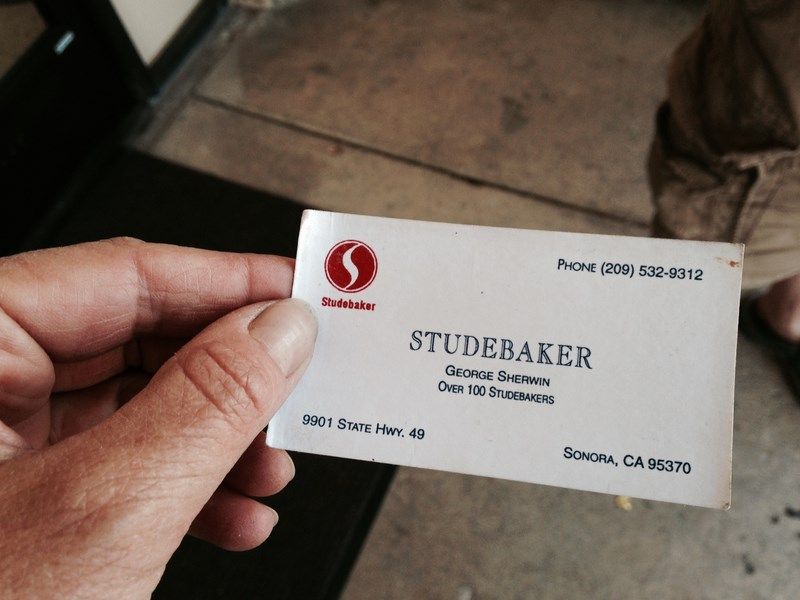 Phone (209) 532-9312
Studebaker
STUDEBAKER
George Sherwin
Over 100 Studebakers
9901 State Hwy. 49
Sonora, CA 95370